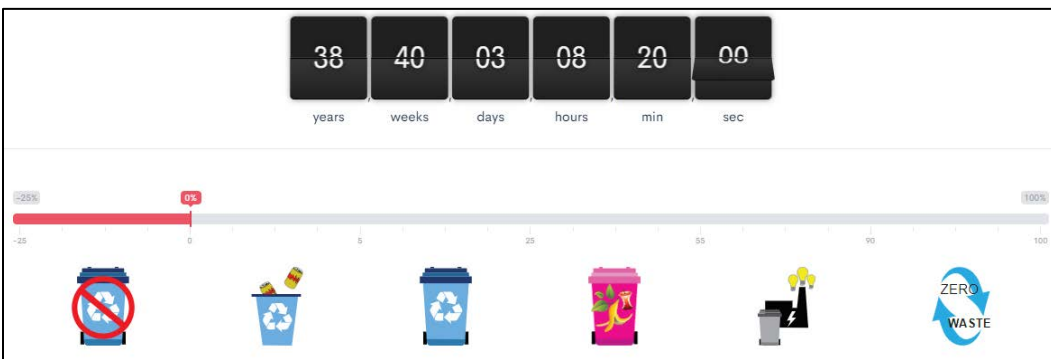 38 40 03 08 20 00
years weeks days hours min sec
-25% 0% 100%
-25 0 5 25 55 90 100
ZERO
WASTE